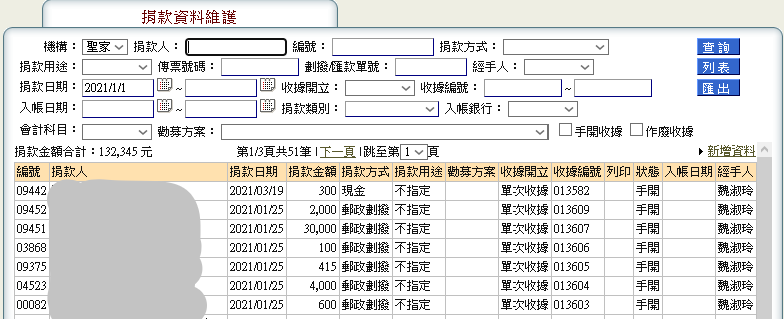 捐款資料維護
機構： 聖家 捐款人： 編號： 捐款方式： 查詢
捐款用途： 傳票號碼： 劃撥/匯款單號： 經手人： 列表
捐款日期： 2021/1/1 ~ 收據開立： 收據編號： ~ 匯出
入帳日期： ~ 捐款類別： 入帳銀行：
會計科目： 勸募方案： 手開收據 作廢收據
捐款金額合計：132,345 元 第1/3頁共51筆 | 下一頁 | 跳至第 1 頁 新增資料
編號 捐款人 捐款日期 捐款金額 捐款方式 捐款用途 勸募方案 收據開立 收據編號 列印 狀態 入帳日期 經手人
09442 2021/03/19 300 現金 不指定 單次收據 013582 手開 魏淑玲
09452 2021/01/25 2,000 郵政劃撥 不指定 單次收據 013609 手開 魏淑玲
09451 2021/01/25 30,000 郵政劃撥 不指定 單次收據 013607 手開 魏淑玲
03868 2021/01/25 100 郵政劃撥 不指定 單次收據 013606 手開 魏淑玲
09375 2021/01/25 415 郵政劃撥 不指定 單次收據 013605 手開 魏淑玲
04523 2021/01/25 4,000 郵政劃撥 不指定 單次收據 013604 手開 魏淑玲
00082 2021/01/25 600 郵政劃撥 不指定 單次收據 013603 手開 魏淑玲